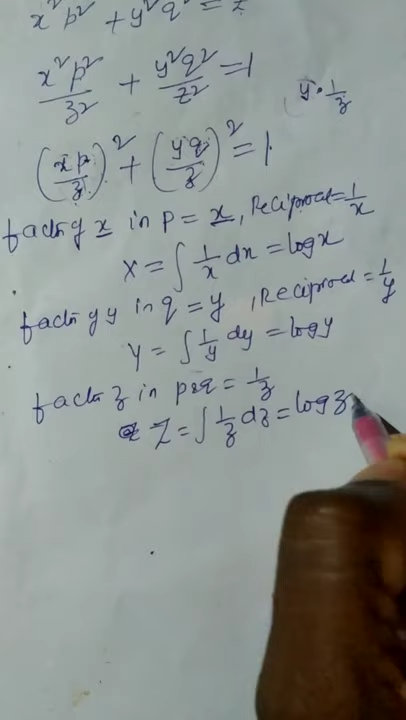 x²p² + y²q² = z
x²p²/z² + y²q²/z² = 1
y·1/z
(xp/z)² + (yq/z)² = 1
factor of x in p = x, Reciprocal = 1/x
X = ∫ 1/x dx = log x
factor y y in q = y, Reciprocal = 1/y
Y = ∫ 1/y dy = log y
factor z in p & q = 1/z
Z = ∫ 1/z dz = log z